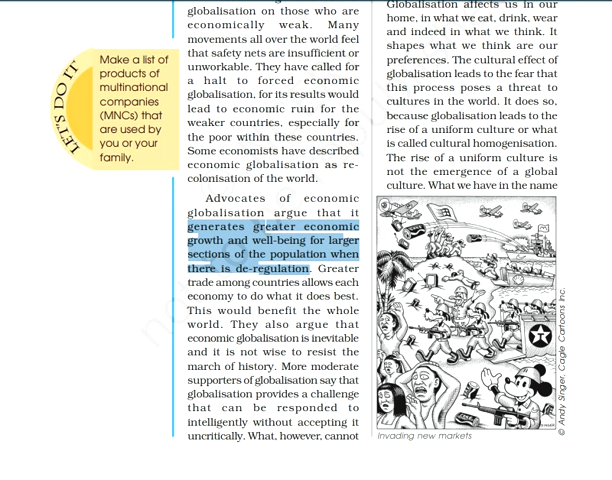 LET'S DO IT
Make a list of
products of
multinational
companies
(MNCs) that
are used by
you or your
family.
globalisation on those who are
economically weak. Many
movements all over the world feel
that safety nets are insufficient or
unworkable. They have called for
a halt to forced economic
globalisation, for its results would
lead to economic ruin for the
weaker countries, especially for
the poor within these countries.
Some economists have described
economic globalisation as re-
colonisation of the world.
Advocates of economic
globalisation argue that it
generates greater economic
growth and well-being for larger
sections of the population when
there is de-regulation. Greater
trade among countries allows each
economy to do what it does best.
This would benefit the whole
world. They also argue that
economic globalisation is inevitable
and it is not wise to resist the
march of history. More moderate
supporters of globalisation say that
globalisation provides a challenge
that can be responded to
intelligently without accepting it
uncritically. What, however, cannot
Globalisation affects us in our
home, in what we eat, drink, wear
and indeed in what we think. It
shapes what we think are our
preferences. The cultural effect of
globalisation leads to the fear that
this process poses a threat to
cultures in the world. It does so,
because globalisation leads to the
rise of a uniform culture or what
is called cultural homogenisation.
The rise of a uniform culture is
not the emergence of a global
culture. What we have in the name
© Andy Singer, Cagle Cartoons Inc.
Invading new markets